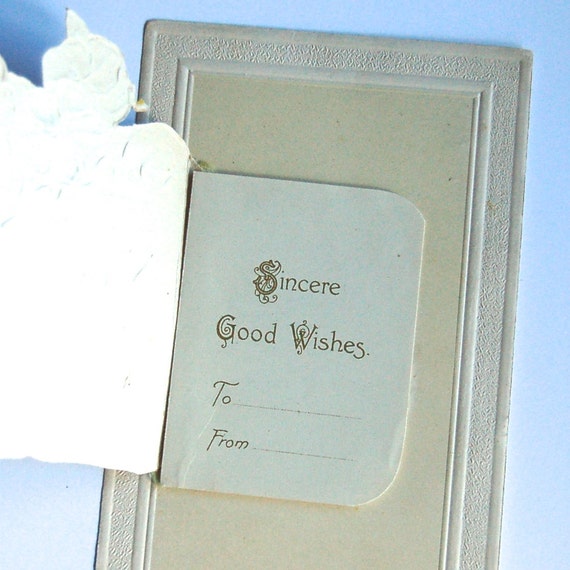 Sincere
Good Wishes.
To
From